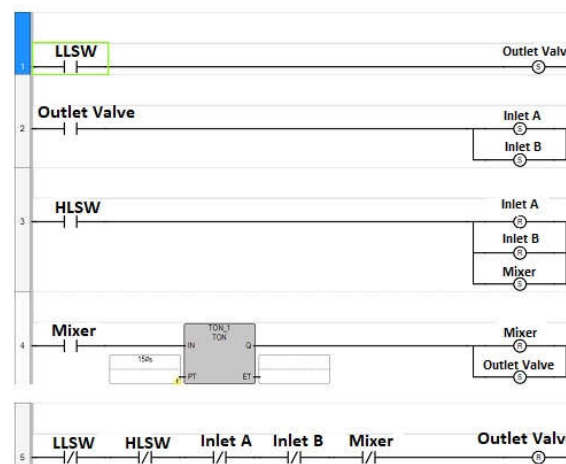 LLSW Outlet Valv
1 S
Outlet Valve Inlet A
2 S
Inlet B
S
HLSW Inlet A
3 R
Inlet B
R
Mixer
S
Mixer TON_1 Mixer
TON
4 IN Q R
Outlet Valve
PT ET S
LLSW HLSW Inlet A Inlet B Mixer Outlet Valv
5 R